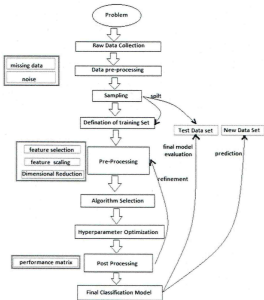 Problem
Raw Data Collection
missing data
noise
Data pre-processing
Sampling
split
Defination of training Set
Test Data set
New Data Set
feature selection
feature scaling
Dimensional Reduction
Pre-Processing
final model
evaluation
prediction
refinement
Algorithm Selection
Hyperparameter Optimization
performance matrix
Post Processing
Final Classification Model